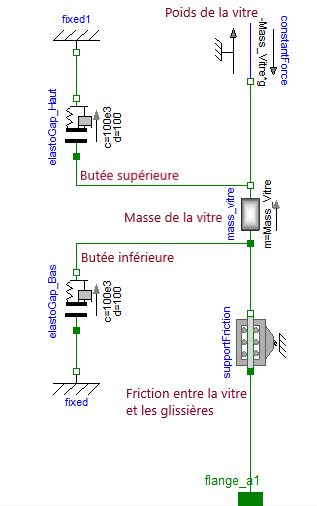 Poids de la vitre
fixed1
constantForce
-Mass_Vitre*g
elastoGap_Haut
c=100e3
d=100
Butée supérieure
mass_vitre
m=Mass_Vitre
Masse de la vitre
Butée inférieure
elastoGap_Bas
c=100e3
d=100
supportFriction
fixed
Friction entre la vitre
et les glissières
flange_a1